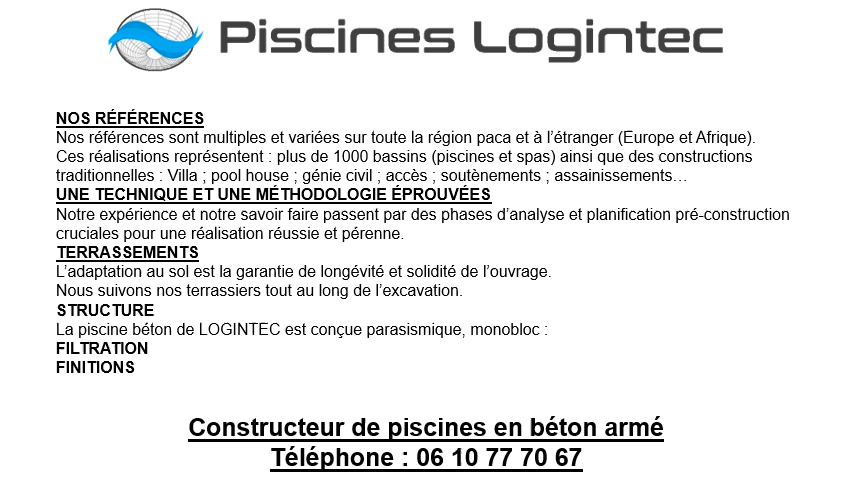 Piscines Logintec
NOS RÉFÉRENCES
Nos références sont multiples et variées sur toute la région paca et à l’étranger (Europe et Afrique).
Ces réalisations représentent : plus de 1000 bassins (piscines et spas) ainsi que des constructions
traditionnelles : Villa ; pool house ; génie civil ; accès ; soutènements ; assainissements…
UNE TECHNIQUE ET UNE MÉTHODOLOGIE ÉPROUVÉES
Notre expérience et notre savoir faire passent par des phases d’analyse et planification pré-construction
cruciales pour une réalisation réussie et pérenne.
TERRASSEMENTS
L’adaptation au sol est la garantie de longévité et solidité de l’ouvrage.
Nous suivons nos terrassiers tout au long de l’excavation.
STRUCTURE
La piscine béton de LOGINTEC est conçue parasismique, monobloc :
FILTRATION
FINITIONS
Constructeur de piscines en béton armé
Téléphone : 06 10 77 70 67